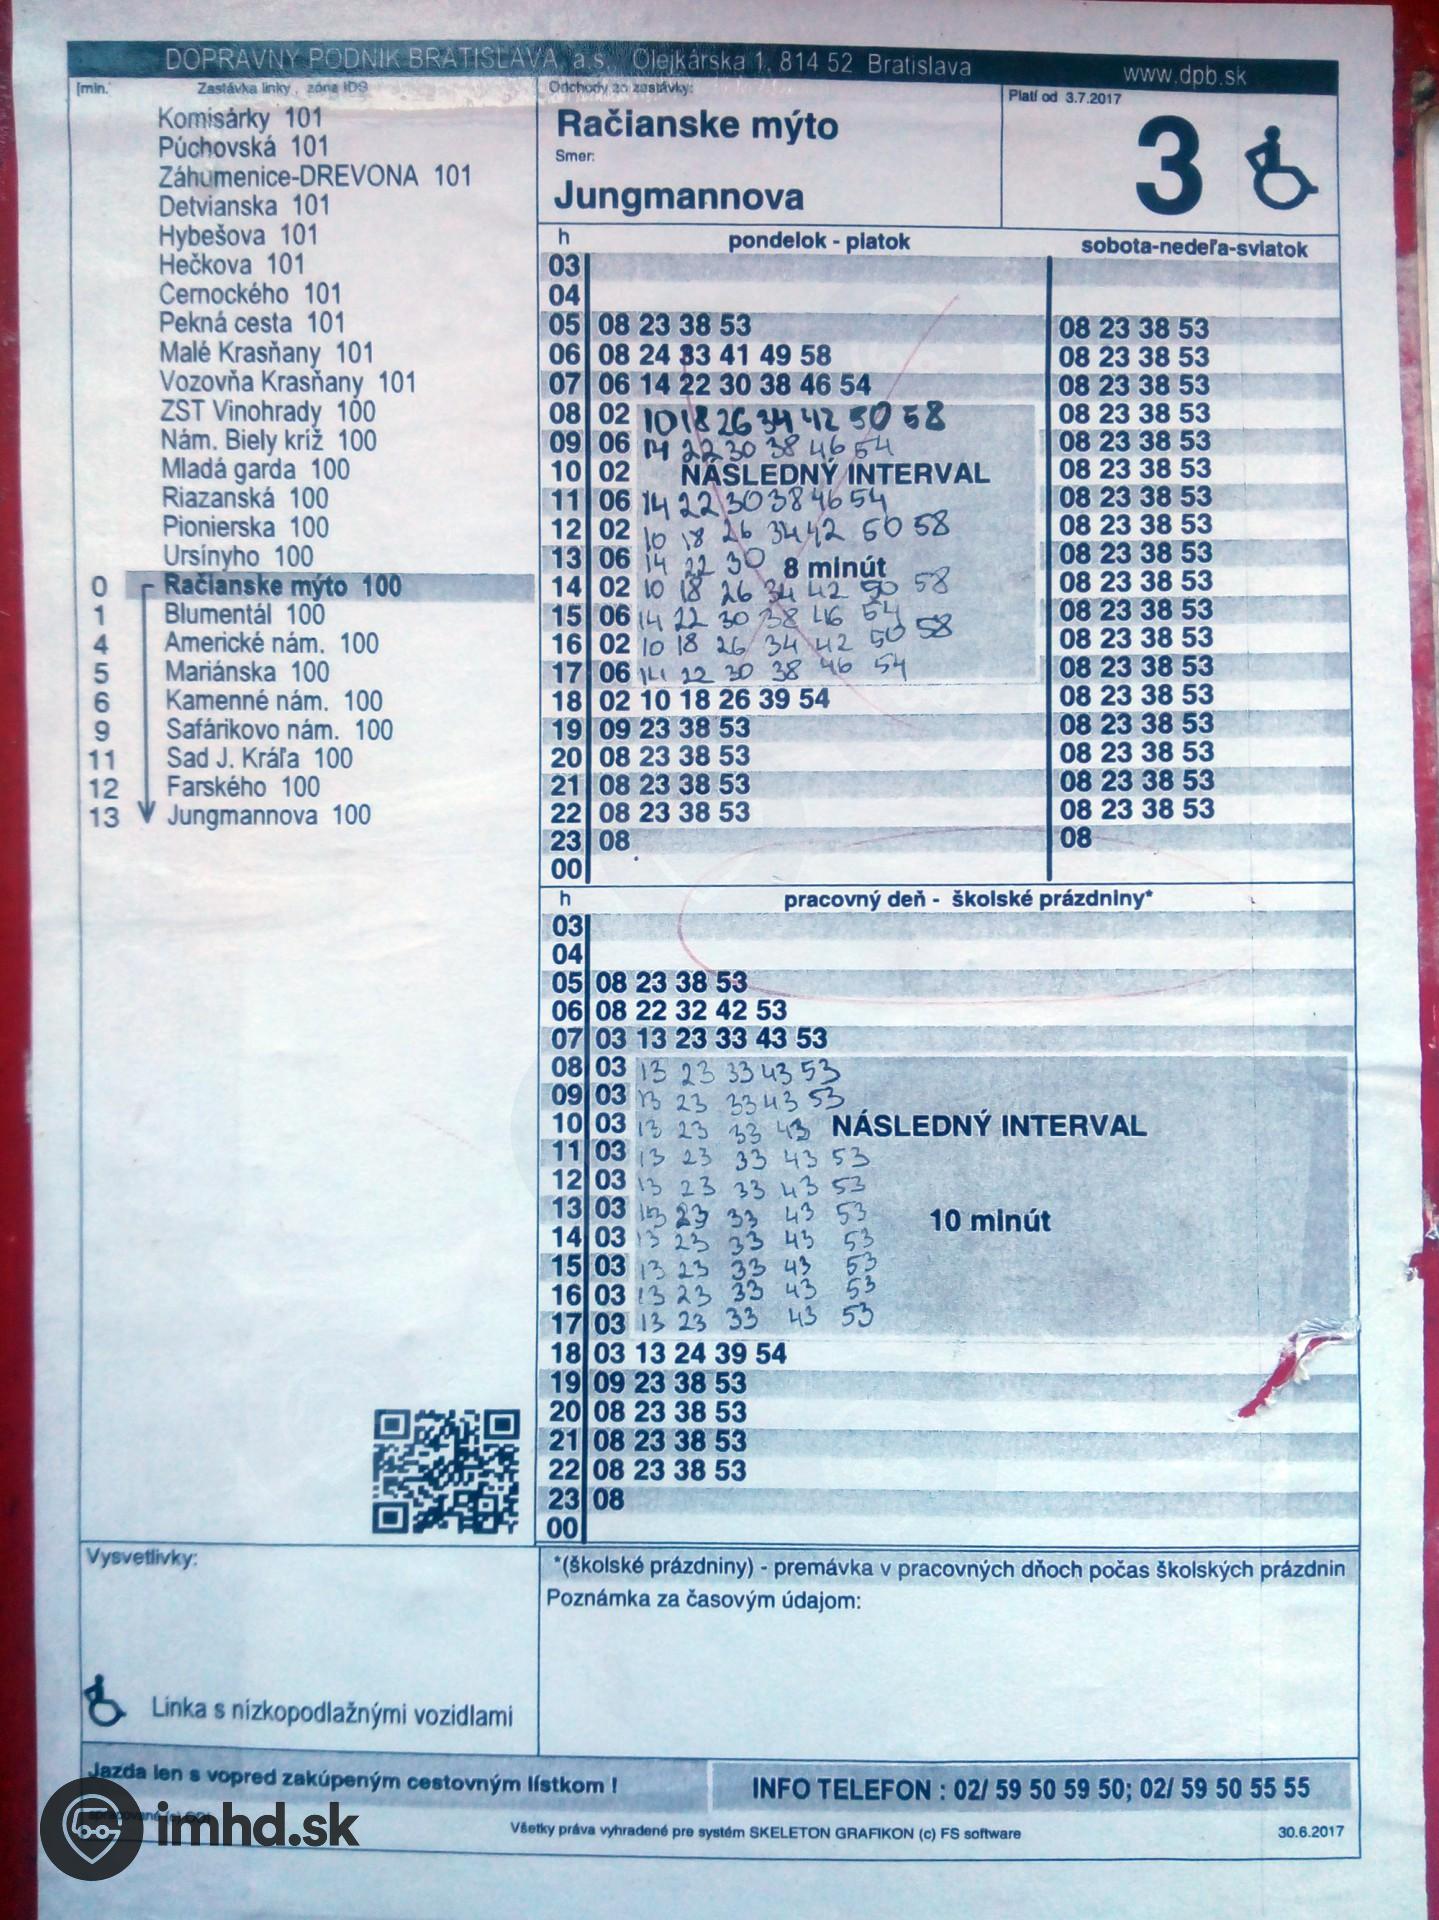 DOPRAVNÝ PODNIK BRATISLAVA, a.s. Olejkárska 1, 814 52 Bratislava www.dpb.sk
[min.] Zastávka linky, zóna IDS
Komisárky 101
Púchovská 101
Záhumenice-DREVONA 101
Detvianska 101
Hybešova 101
Hečkova 101
Černockého 101
Pekná cesta 101
Malé Krasňany 101
Vozovňa Krasňany 101
ZST Vinohrady 100
Nám. Biely kríž 100
Mladá garda 100
Riazanská 100
Pionierska 100
Ursínyho 100
0 Račianske mýto 100
1 Blumentál 100
4 Americké nám. 100
5 Mariánska 100
6 Kamenné nám. 100
9 Šafárikovo nám. 100
11 Sad J. Kráľa 100
12 Farského 100
13 Jungmannova 100
Odchody zo zastávky:
Račianske mýto
Smer:
Jungmannova
Platí od 3.7.2017
3
h pondelok - piatok sobota-nedeľa-sviatok
03
04
05 08 23 38 53 08 23 38 53
06 08 24 33 41 49 58 08 23 38 53
07 06 14 22 30 38 46 54 08 23 38 53
08 02 10 18 26 34 42 50 58 08 23 38 53
09 06 14 22 30 38 46 54 08 23 38 53
10 02 NÁSLEDNÝ INTERVAL 08 23 38 53
11 06 14 22 30 38 46 54 08 23 38 53
12 02 10 18 26 34 42 50 58 08 23 38 53
13 06 14 22 30 8 minút 08 23 38 53
14 02 10 18 26 34 42 50 58 08 23 38 53
15 06 14 22 30 38 46 54 08 23 38 53
16 02 10 18 26 34 42 50 58 08 23 38 53
17 06 14 22 30 38 46 54 08 23 38 53
18 02 10 18 26 39 54 08 23 38 53
19 09 23 38 53 08 23 38 53
20 08 23 38 53 08 23 38 53
21 08 23 38 53 08 23 38 53
22 08 23 38 53 08 23 38 53
23 08 08
00
h pracovný deň - školské prázdniny*
03
04
05 08 23 38 53
06 08 22 32 42 53
07 03 13 23 33 43 53
08 03 13 23 33 43 53
09 03 13 23 33 43 53
10 03 13 23 33 43 NÁSLEDNÝ INTERVAL
11 03 13 23 33 43 53
12 03 13 23 33 43 53
13 03 13 23 33 43 53 10 minút
14 03 13 23 33 43 53
15 03 13 23 33 43 53
16 03 13 23 33 43 53
17 03 13 23 33 43 53
18 03 13 24 39 54
19 09 23 38 53
20 08 23 38 53
21 08 23 38 53
22 08 23 38 53
23 08
00
Vysvetlivky:
Linka s nízkopodlažnými vozidlami
*(školské prázdniny) - premávka v pracovných dňoch počas školských prázdnin
Poznámka za časovým údajom:
Jazda len s vopred zakúpeným cestovným lístkom !
INFO TELEFON : 02/ 59 50 59 50; 02/ 59 50 55 55
imhd.sk
Všetky práva vyhradené pre systém SKELETON GRAFIKON (c) FS software 30.6.2017